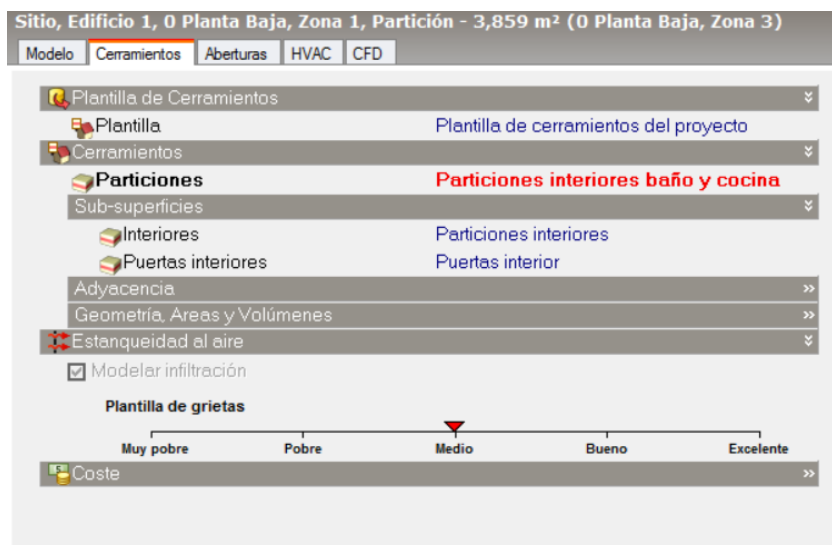 Sitio, Edificio 1, 0 Planta Baja, Zona 1, Partición - 3,859 m² (0 Planta Baja, Zona 3)
Modelo Cerramientos Aberturas HVAC CFD
Plantilla de Cerramientos
Plantilla Plantilla de cerramientos del proyecto
Cerramientos
Particiones Particiones interiores baño y cocina
Sub-superficies
Interiores Particiones interiores
Puertas interiores Puertas interior
Adyacencia
Geometría, Areas y Volúmenes
Estanqueidad al aire
Modelar infiltración
Plantilla de grietas
Muy pobre Pobre Medio Bueno Excelente
Coste